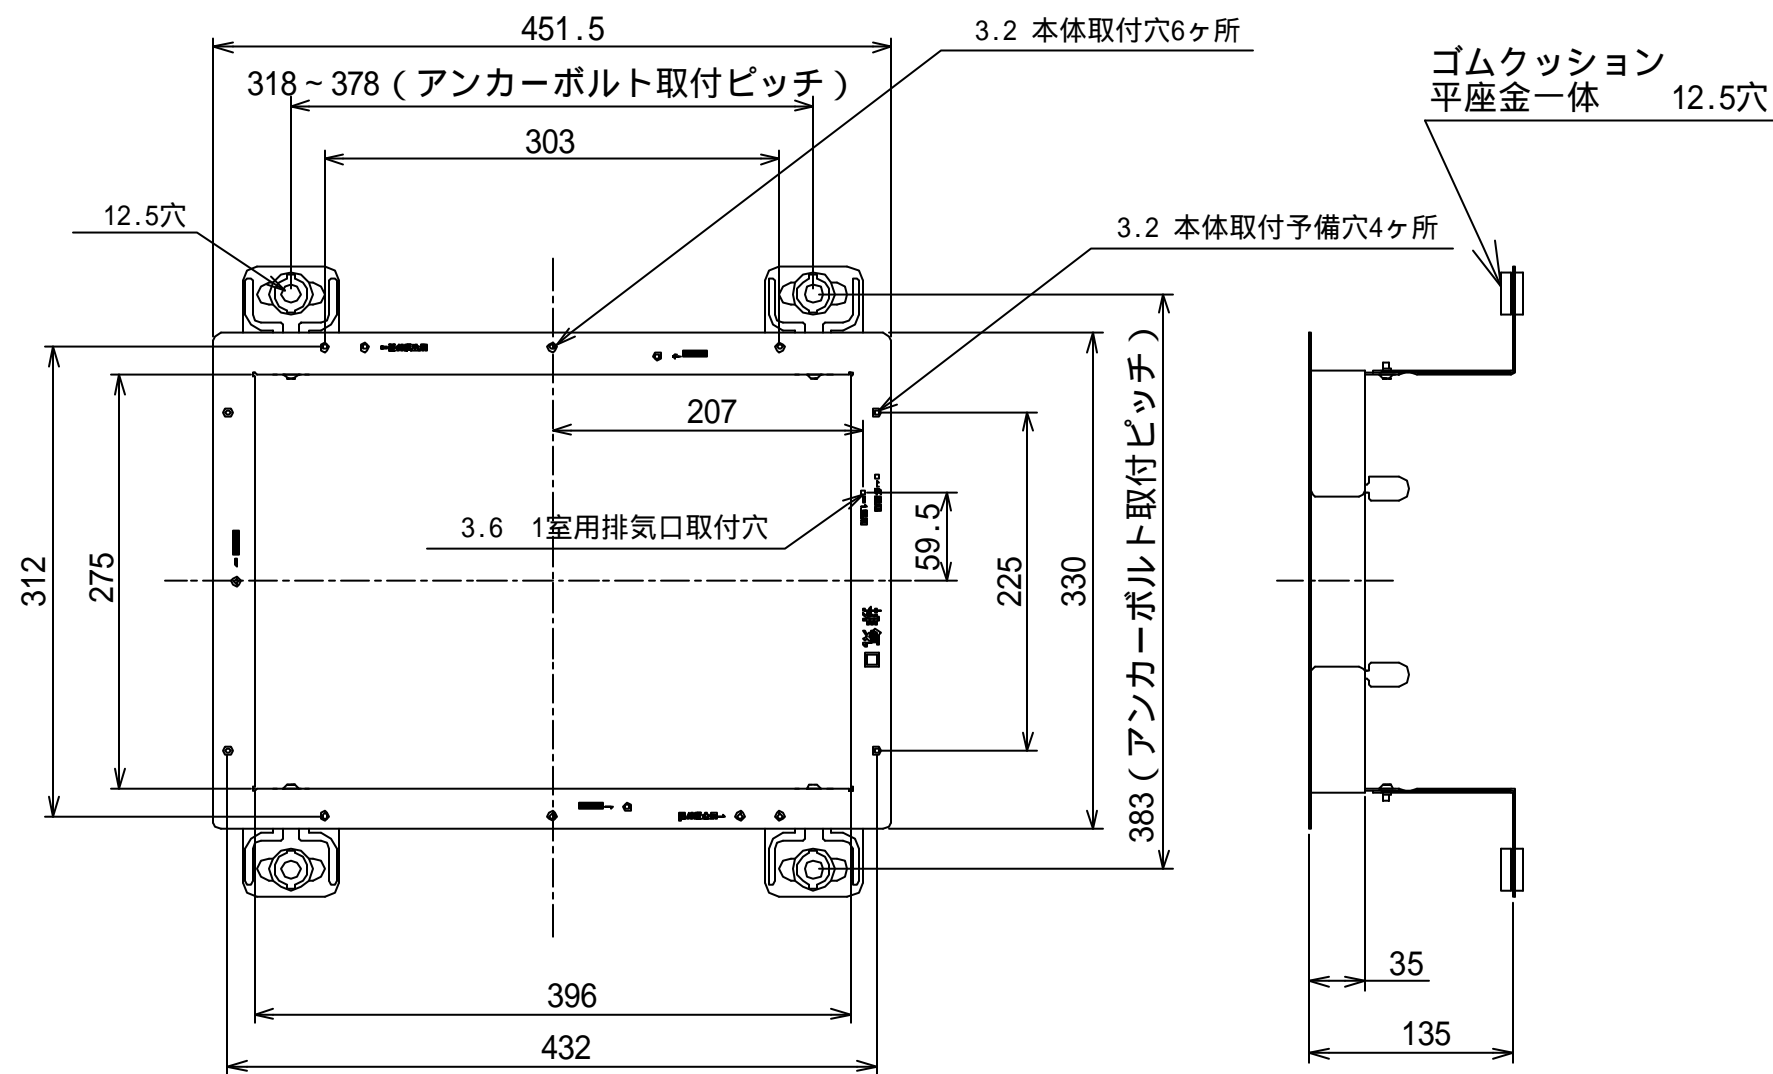 451.5
3.2 本体取付穴6ヶ所
ゴムクッション
平座金一体 12.5穴
318~378(アンカーボルト取付ピッチ)
303
12.5穴
3.2 本体取付予備穴4ヶ所
207
3.6 1室用排気口取付穴
59.5
312
275
225
330
383(アンカーボルト取付ピッチ)
排気口
396
432
35
135